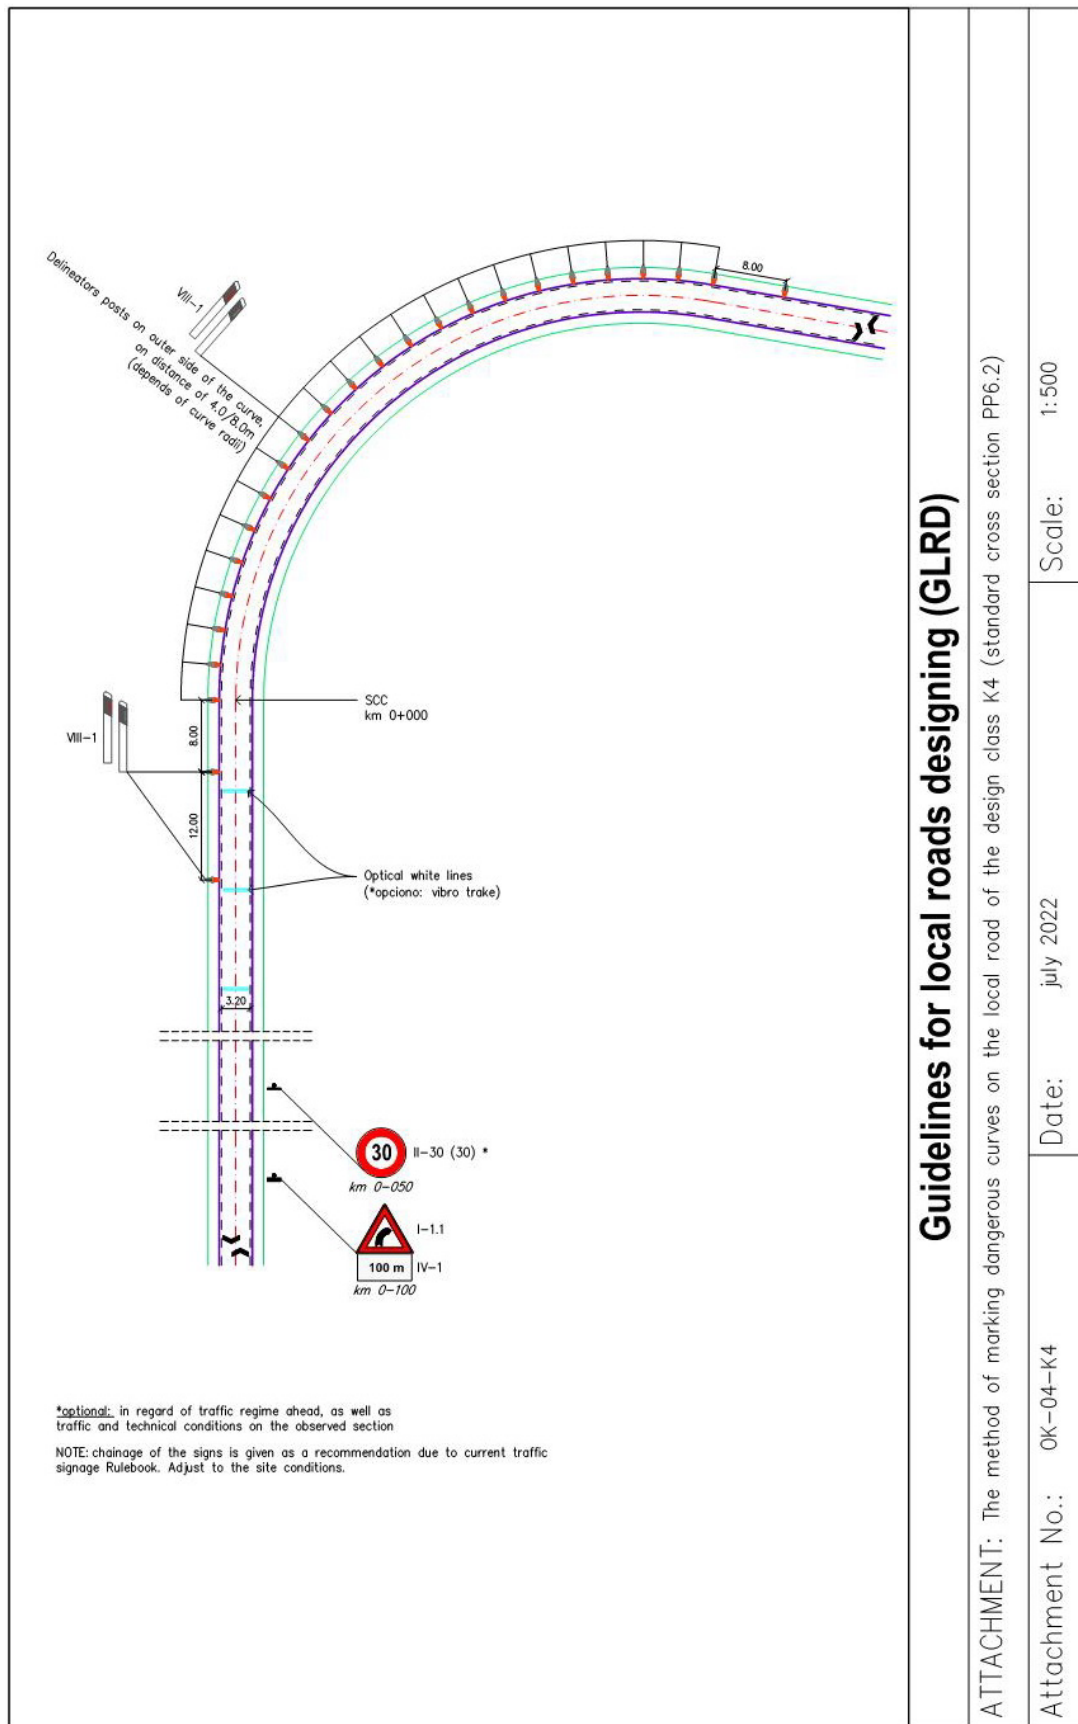 Delineators posts on outer side of the curve,
on distance of 4.0/8.0m
(depends of curve radii)
VIII-1
8.00
SCC
km 0+000
VIII-1
8.00
12.00
Optical white lines
(*opciono: vibro trake)
3.20
30
II-30 (30) *
km 0-050
I-1.1
100 m
IV-1
km 0-100
*optional: in regard of traffic regime ahead, as well as
traffic and technical conditions on the observed section
NOTE: chainage of the signs is given as a recommendation due to current traffic
signage Rulebook. Adjust to the site conditions.
Guidelines for local roads designing (GLRD)
ATTACHMENT: The method of marking dangerous curves on the local road of the design class K4 (standard cross section PP6.2)
Attachment No.: OK-04-K4
Date: july 2022
Scale: 1:500